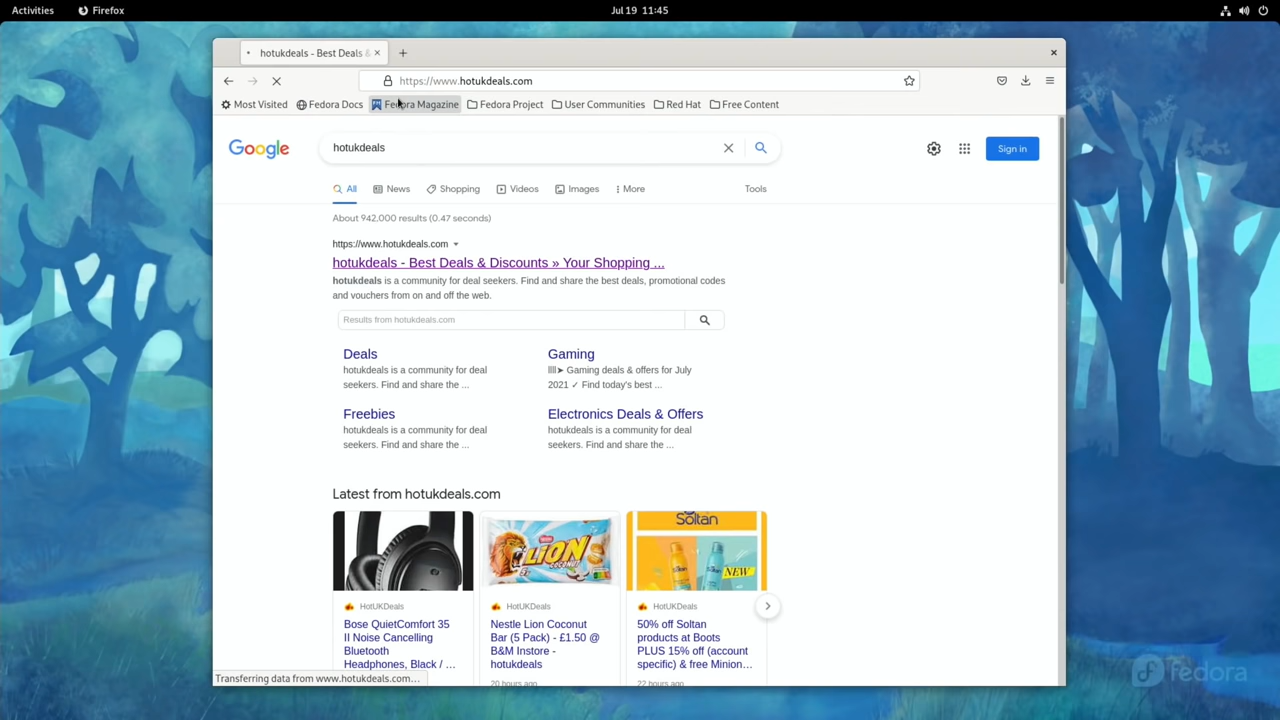 Activities
Firefox
Jul 19 11:45
hotukdeals - Best Deals &
https://www.hotukdeals.com
Most Visited
Fedora Docs
Fedora Magazine
Fedora Project
User Communities
Red Hat
Free Content
Google
hotukdeals
Sign in
All
News
Shopping
Videos
Images
More
Tools
About 942,000 results (0.47 seconds)
https://www.hotukdeals.com
hotukdeals - Best Deals & Discounts » Your Shopping ...
hotukdeals is a community for deal seekers. Find and share the best deals, promotional codes
and vouchers from on and off the web.
Results from hotukdeals.com
Deals
hotukdeals is a community for deal
seekers. Find and share the ...
Gaming
llll➤ Gaming deals & offers for July
2021 ✓ Find today's best ...
Freebies
hotukdeals is a community for deal
seekers. Find and share the ...
Electronics Deals & Offers
hotukdeals is a community for deal
seekers. Find and share the ...
Latest from hotukdeals.com
LION
COCONUT
Soltan
NEW
HotUKDeals
Bose QuietComfort 35
II Noise Cancelling
Bluetooth
Headphones, Black / ...
HotUKDeals
Nestle Lion Coconut
Bar (5 Pack) - £1.50 @
B&M Instore -
hotukdeals
20 hours ago
HotUKDeals
50% off Soltan
products at Boots
PLUS 15% off (account
specific) & free Minion...
22 hours ago
Transferring data from www.hotukdeals.com...
fedora